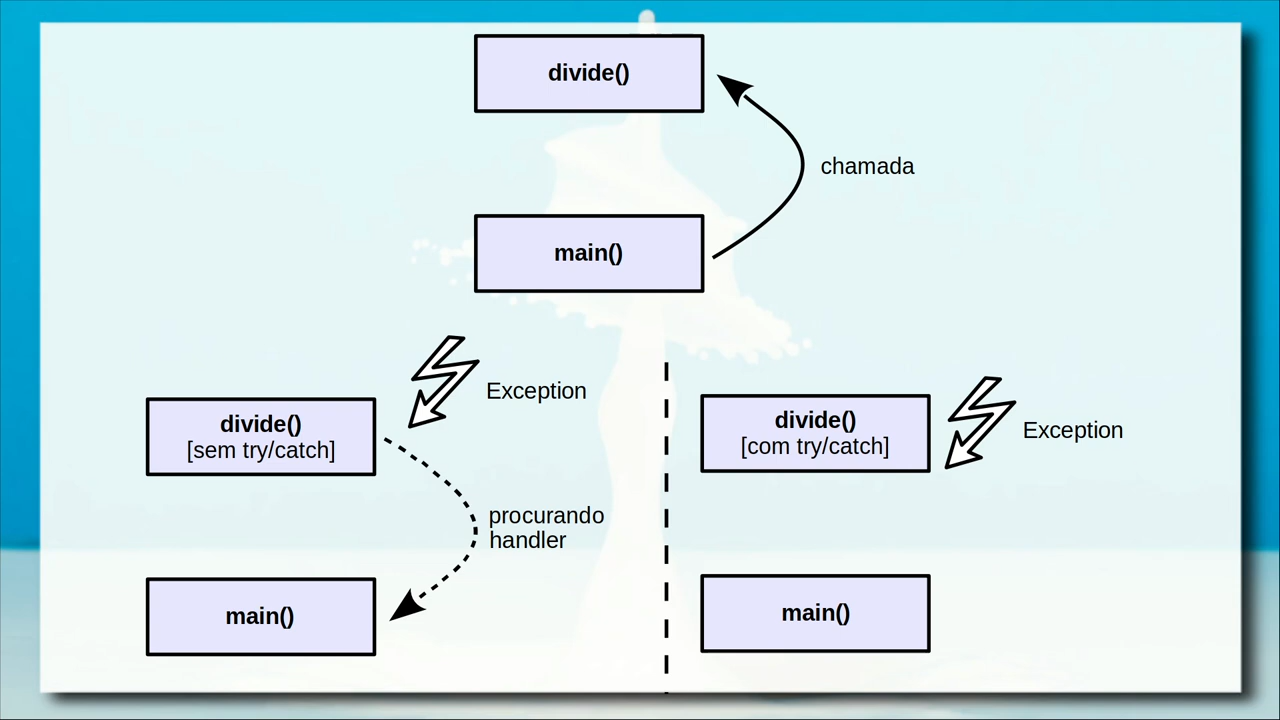 divide()
chamada
main()
Exception
divide()
[sem try/catch]
procurando
handler
main()
divide()
[com try/catch]
Exception
main()